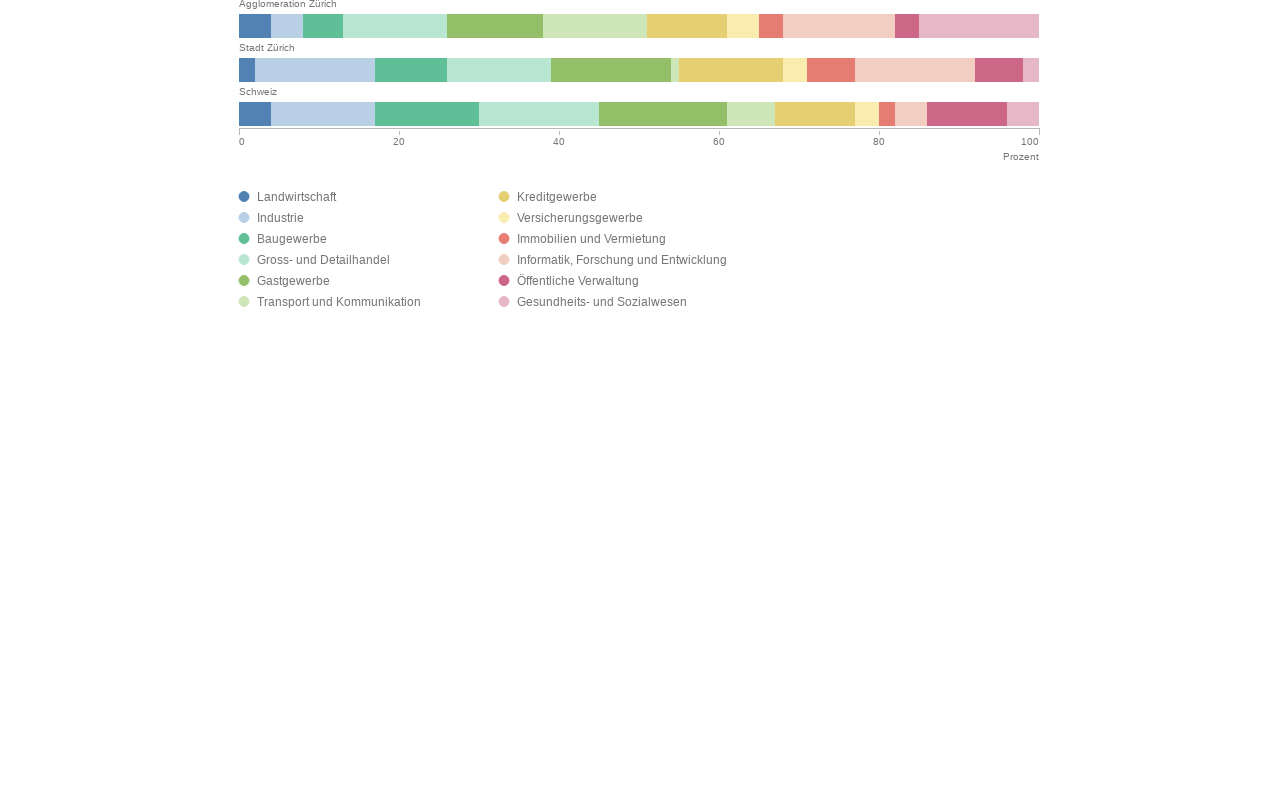 Agglomeration Zürich
Stadt Zürich
Schweiz
0 20 40 60 80 100
Prozent
Landwirtschaft
Industrie
Baugewerbe
Gross- und Detailhandel
Gastgewerbe
Transport und Kommunikation
Kreditgewerbe
Versicherungsgewerbe
Immobilien und Vermietung
Informatik, Forschung und Entwicklung
Öffentliche Verwaltung
Gesundheits- und Sozialwesen